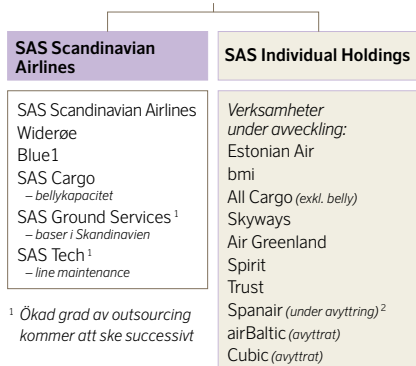 SAS Scandinavian
Airlines
SAS Scandinavian Airlines
Widerøe
Blue1
SAS Cargo
– bellykapacitet
SAS Ground Services ¹
– baser i Skandinavien
SAS Tech ¹
– line maintenance
¹ Ökad grad av outsourcing
kommer att ske successivt
SAS Individual Holdings
Verksamheter
under avveckling:
Estonian Air
bmi
All Cargo (exkl. belly)
Skyways
Air Greenland
Spirit
Trust
Spanair (under avyttring) ²
airBaltic (avyttrat)
Cubic (avyttrat)